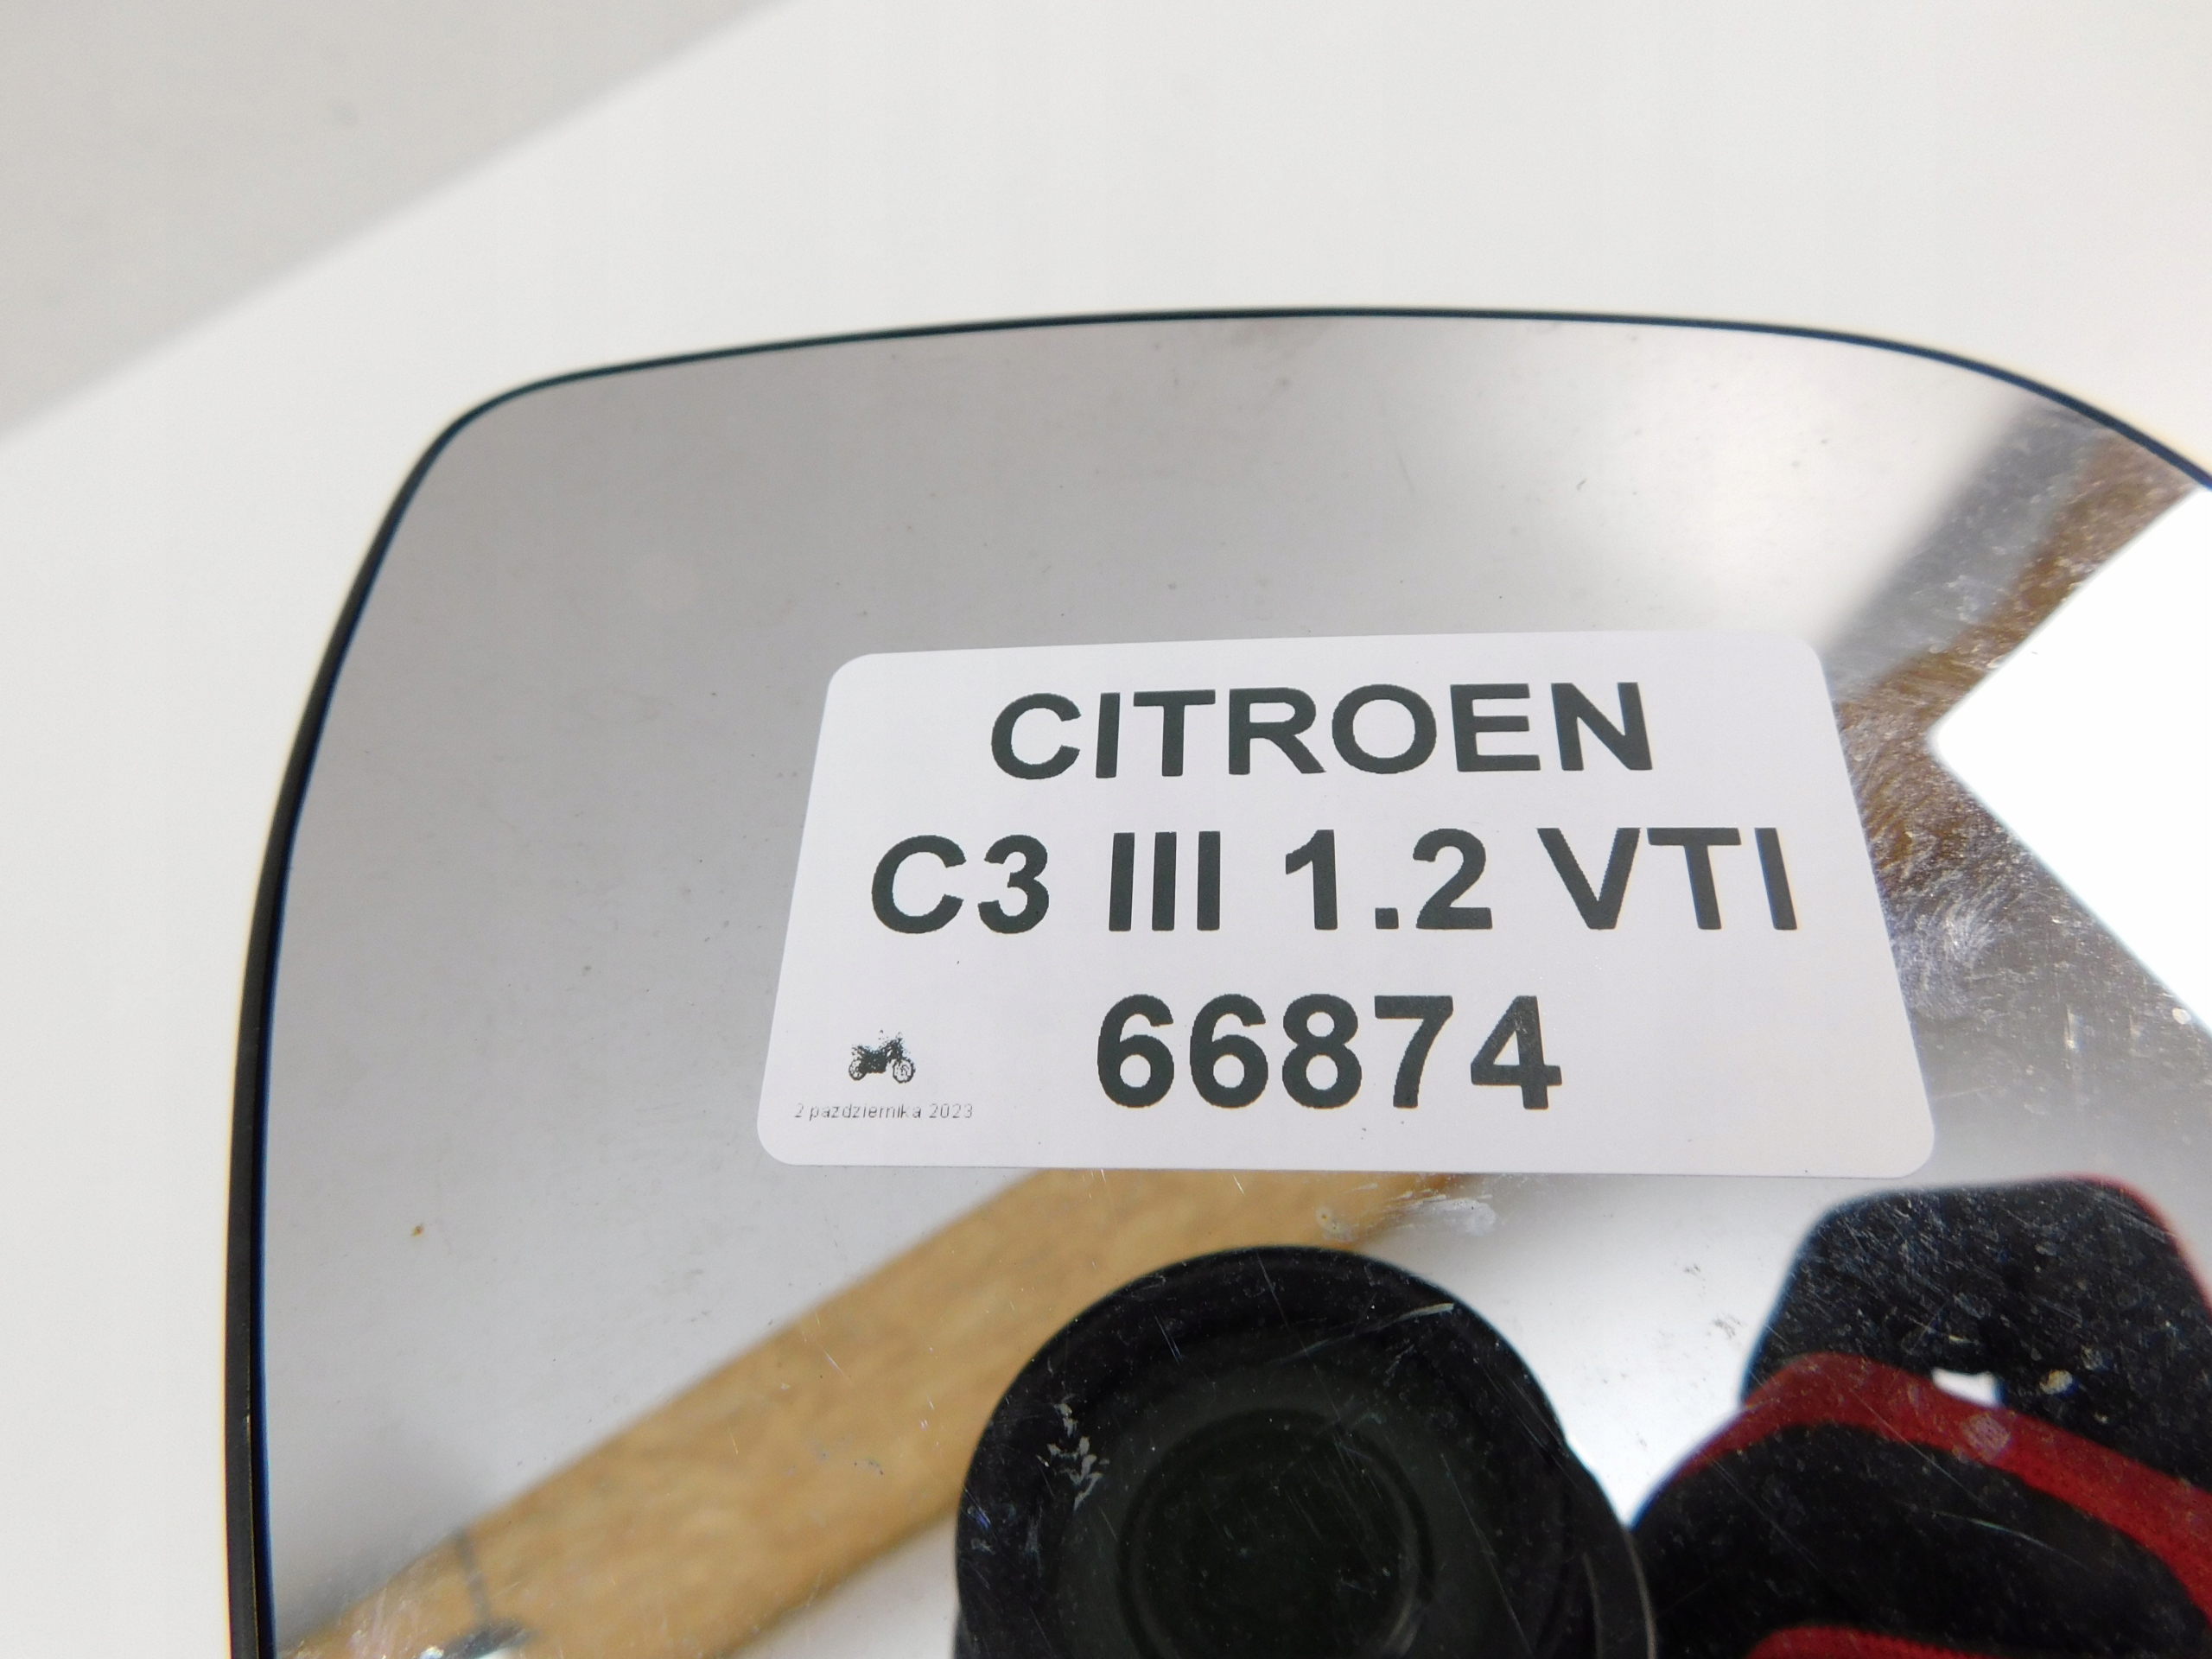 CITROEN
C3 III 1.2 VTI
66874
2 pazdziernika 2023